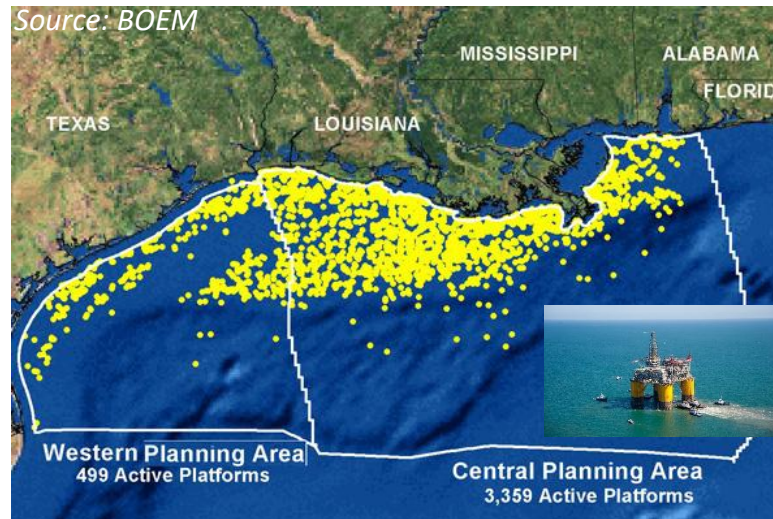 Source: BOEM
MISSISSIPPI
ALABAMA
FLORID
TEXAS
LOUISIANA
Western Planning Area
499 Active Platforms
Central Planning Area
3,359 Active Platforms